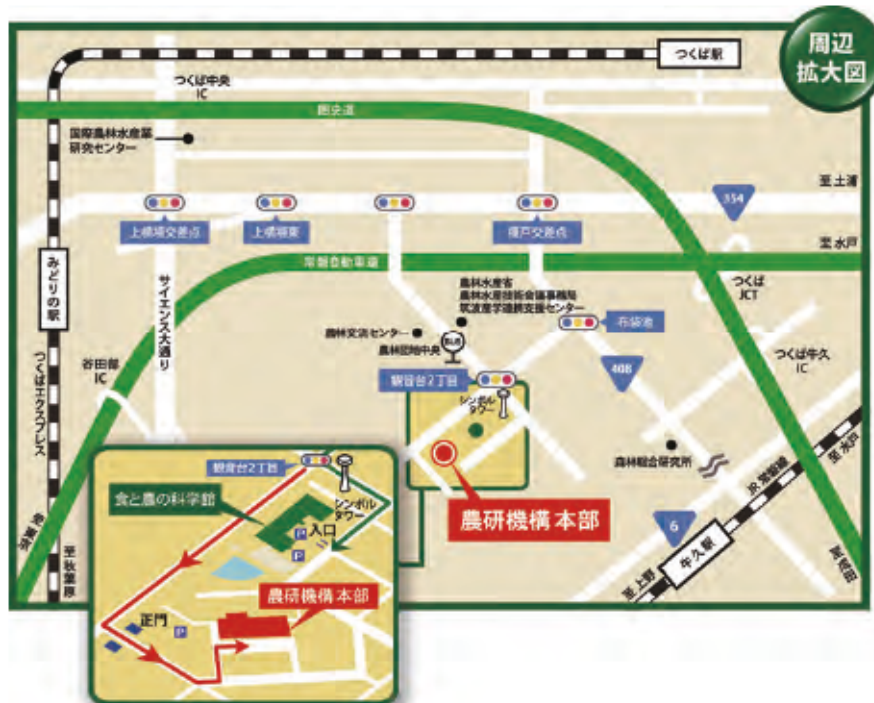 周辺
拡大図
つくば駅
つくば中央
IC
圏央道
国際農林水産業
研究センター
至土浦
354
上横場交差点
上横場東
榎戸交差点
至水戸
常磐自動車道
みどりの駅
サイエンス大通り
農林水産省
農林水産技術会議事務局
筑波産学連携支援センター
つくば
JCT
布袋池
農林交流センター
BUS
農林団地中央
つくば牛久
IC
谷田部
IC
観音台2丁目
408
つくばエクスプレス
シンボル
タワー
農林総合研究所
JR常磐線
至水戸
農研機構 本部
観音台2丁目
食と農の科学館
シンボル
タワー
P
入口
P
6
牛久駅
至上野
至成田
至東京
至秋葉原
農研機構本部
正門
P